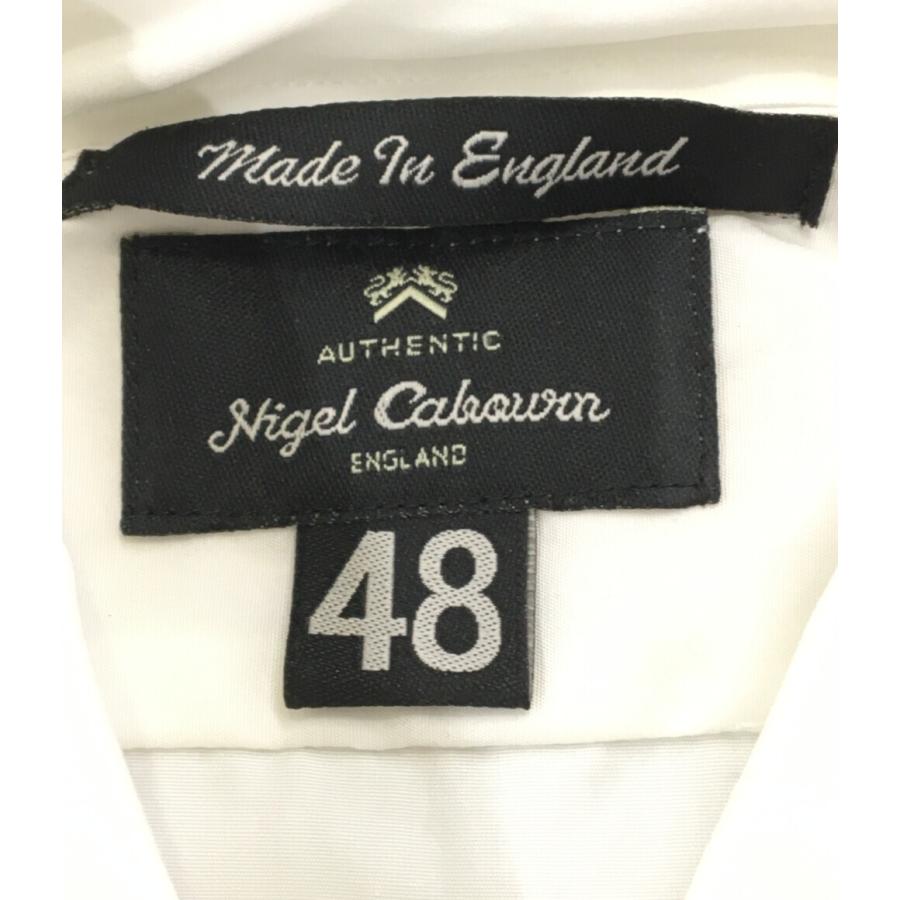 Made In England
AUTHENTIC
Nigel Cabourn
ENGLAND
48